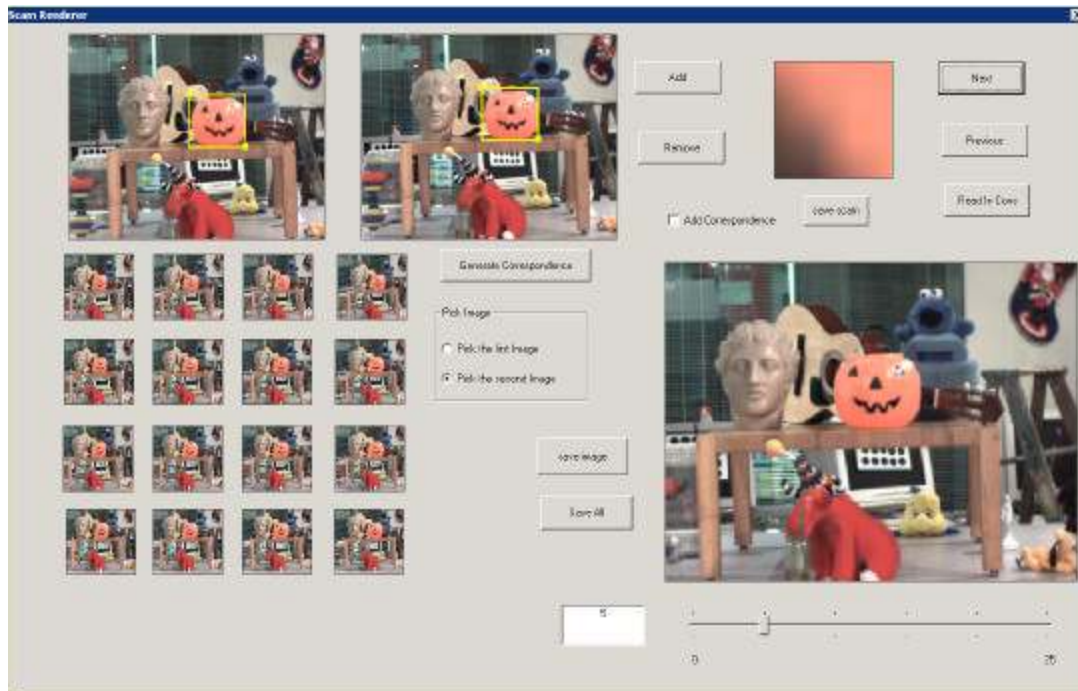 Scam Renderer
Add
Next
Remove
Previous
Add Correspondence
save scam
Generate Correspondence
Pick Image
Pick the first Image
Pick the second Image
save image
Save All
5
0
25